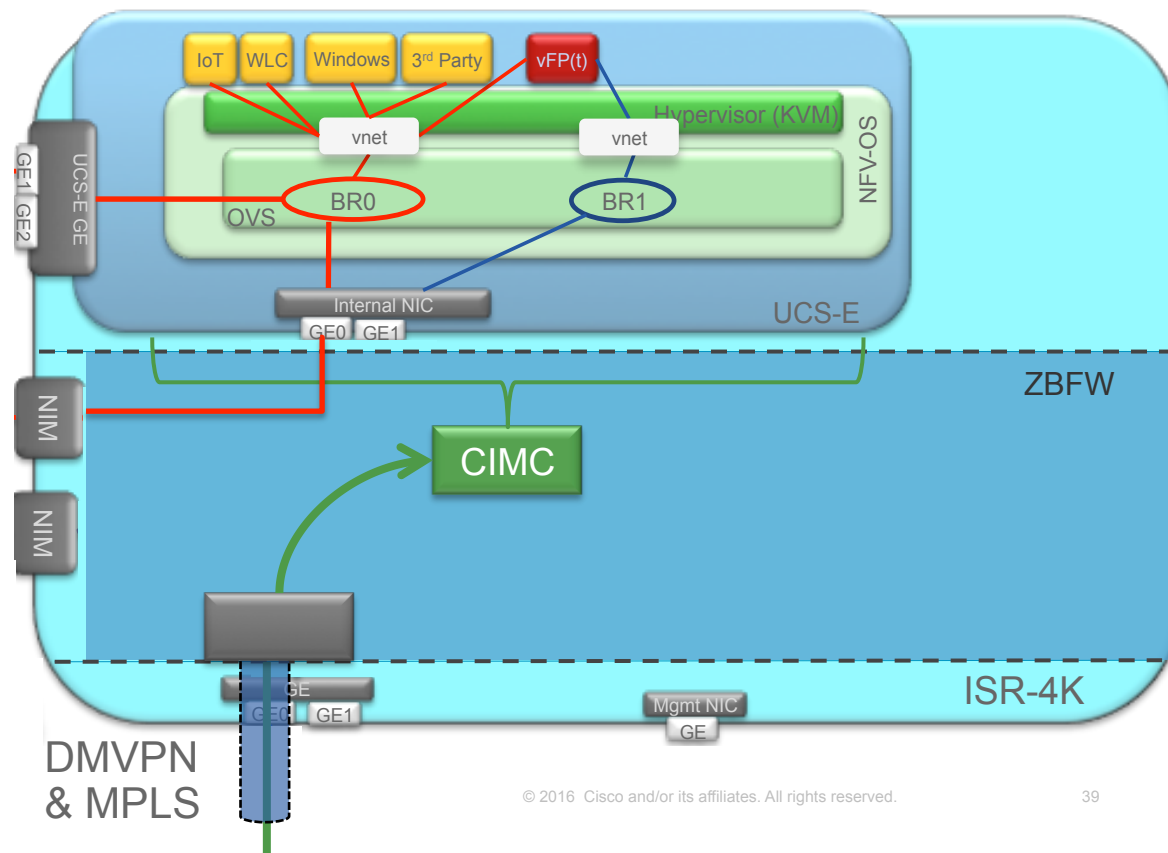 IoT
WLC
Windows
3rd Party
vFP(t)
Hypervisor (KVM)
vnet
vnet
NFV-OS
GE1
GE2
UCS-E GE
BR0
BR1
OVS
Internal NIC
GE0
GE1
UCS-E
ZBFW
NIM
CIMC
NIM
ISR-4K
GE
GE0
GE1
Mgmt NIC
GE
DMVPN
& MPLS
© 2016 Cisco and/or its affiliates. All rights reserved.
39